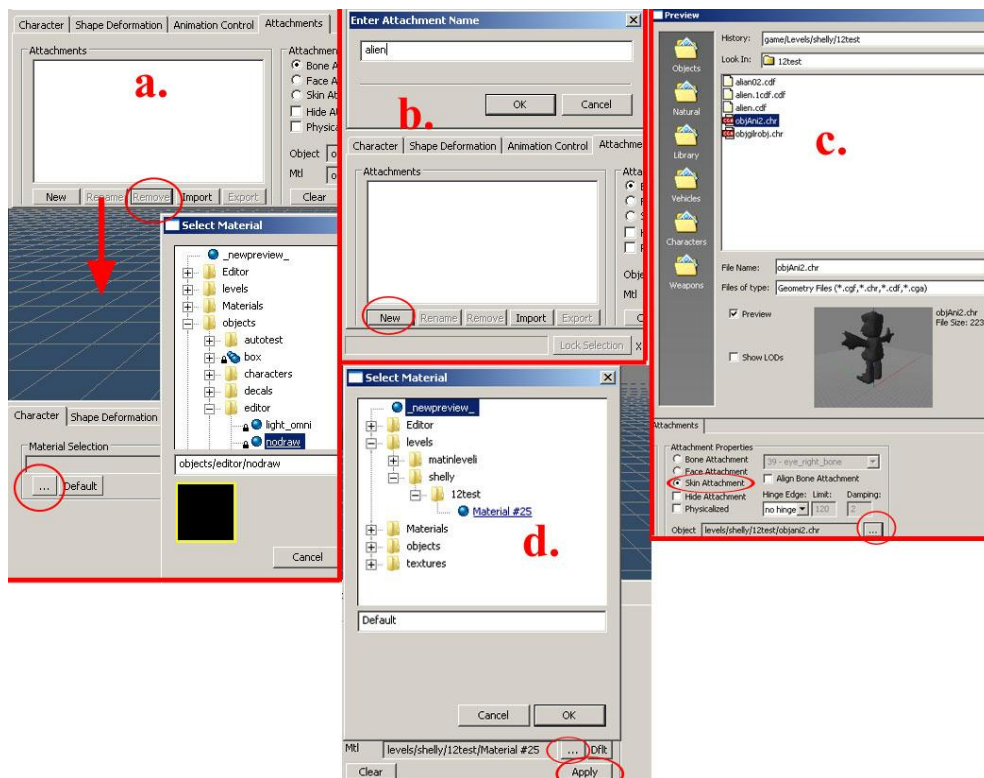 Character Shape Deformation Animation Control Attachments
Attachments
a.
Bone A
Face A
Skin At
Hide At
Physica
Object
Mtl
New Rename Remove Import Export
Clear
Select Material
_newpreview_
Editor
levels
Materials
objects
autotest
box
characters
decals
editor
light_omni
nodraw
objects/editor/nodraw
Cancel
Character Shape Deformation
Material Selection
... Default
Enter Attachment Name
alien
OK Cancel
b.
Character Shape Deformation Animation Control Attachme
Attachments
Atta
Obje
Mtl
New Rename Remove Import Export
Lock Selection X
Preview
History: game/Levels/shelly/12test
Look In: 12test
Objects
Natural
Library
Vehicles
Characters
Weapons
alian02.cdf
alien.1cdf.cdf
alien.cdf
objAni2.chr
objgilrobj.chr
c.
File Name: objAni2.chr
Files of type: Geometry Files (*.cgf,*.chr,*.cdf,*.cga)
Preview
Show LODs
objAni2.chr
File Size: 223
Attachments
Attachment Properties
Bone Attachment 39 - eye_right_bone
Face Attachment
Skin Attachment Align Bone Attachment
Hide Attachment Hinge Edge: Limit: Damping:
Physicalized no hinge 120 2
Object levels/shelly/12test/objani2.chr ...
Select Material
_newpreview_
Editor
levels
matinleveli
shelly
12test
Material #25
Materials
objects
textures
d.
Default
Cancel OK
Mtl levels/shelly/12test/Material #25 ... Dflt
Clear Apply